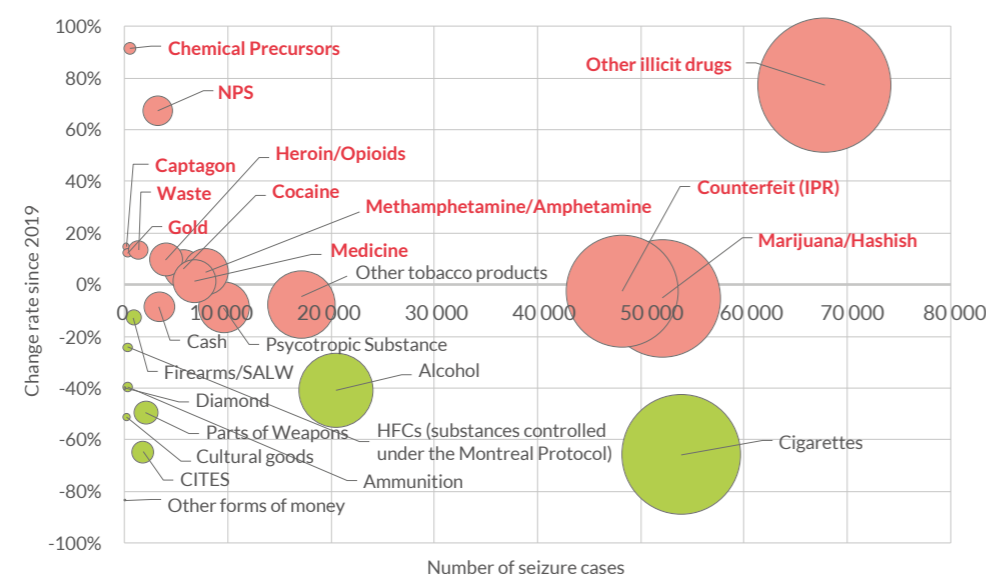 100%
Chemical Precursors
Other illicit drugs
80%
NPS
60%
Heroin/Opioids
Captagon
40%
Cocaine
Counterfeit (IPR)
Waste
Methamphetamine/Amphetamine
20%
Gold
Marijuana/Hashish
Medicine
Other tobacco products
0%
0
10 000
20 000
30 000
40 000
50 000
60 000
70 000
80 000
-20%
Cash
Psycotropic Substance
Firearms/SALW
Alcohol
-40%
Diamond
Parts of Weapons
HFCs (substances controlled
under the Montreal Protocol)
Cigarettes
-60%
Cultural goods
CITES
Ammunition
-80%
Other forms of money
-100%
Change rate since 2019
Number of seizure cases